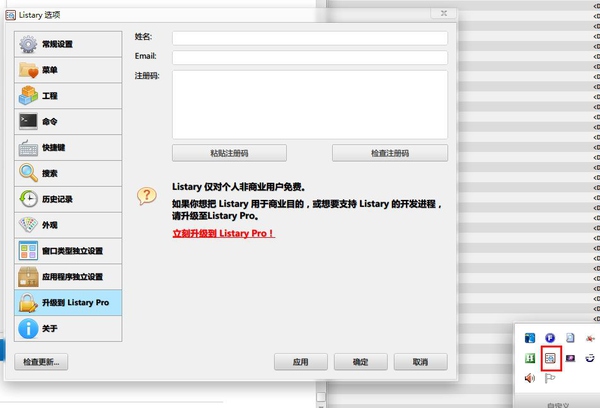 Listary 选项
常规设置
菜单
工程
命令
快捷键
搜索
历史记录
外观
窗口类型独立设置
应用程序独立设置
升级到 Listary Pro
关于
检查更新...
姓名:
Email:
注册码:
粘贴注册码
检查注册码
Listary 仅对个人非商业用户免费。
如果你想把 Listary 用于商业目的，或想要支持 Listary 的开发进程，
请升级至Listary Pro。
立刻升级到 Listary Pro！
应用
确定
取消
自定义